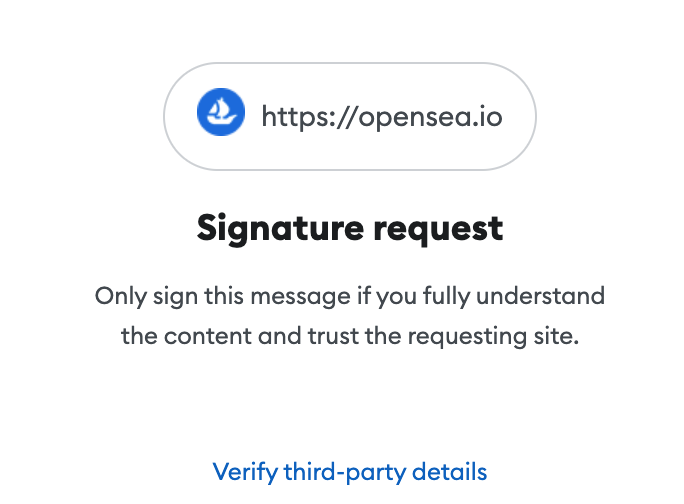 https://opensea.io
Signature request
Only sign this message if you fully understand
the content and trust the requesting site.
Verify third-party details